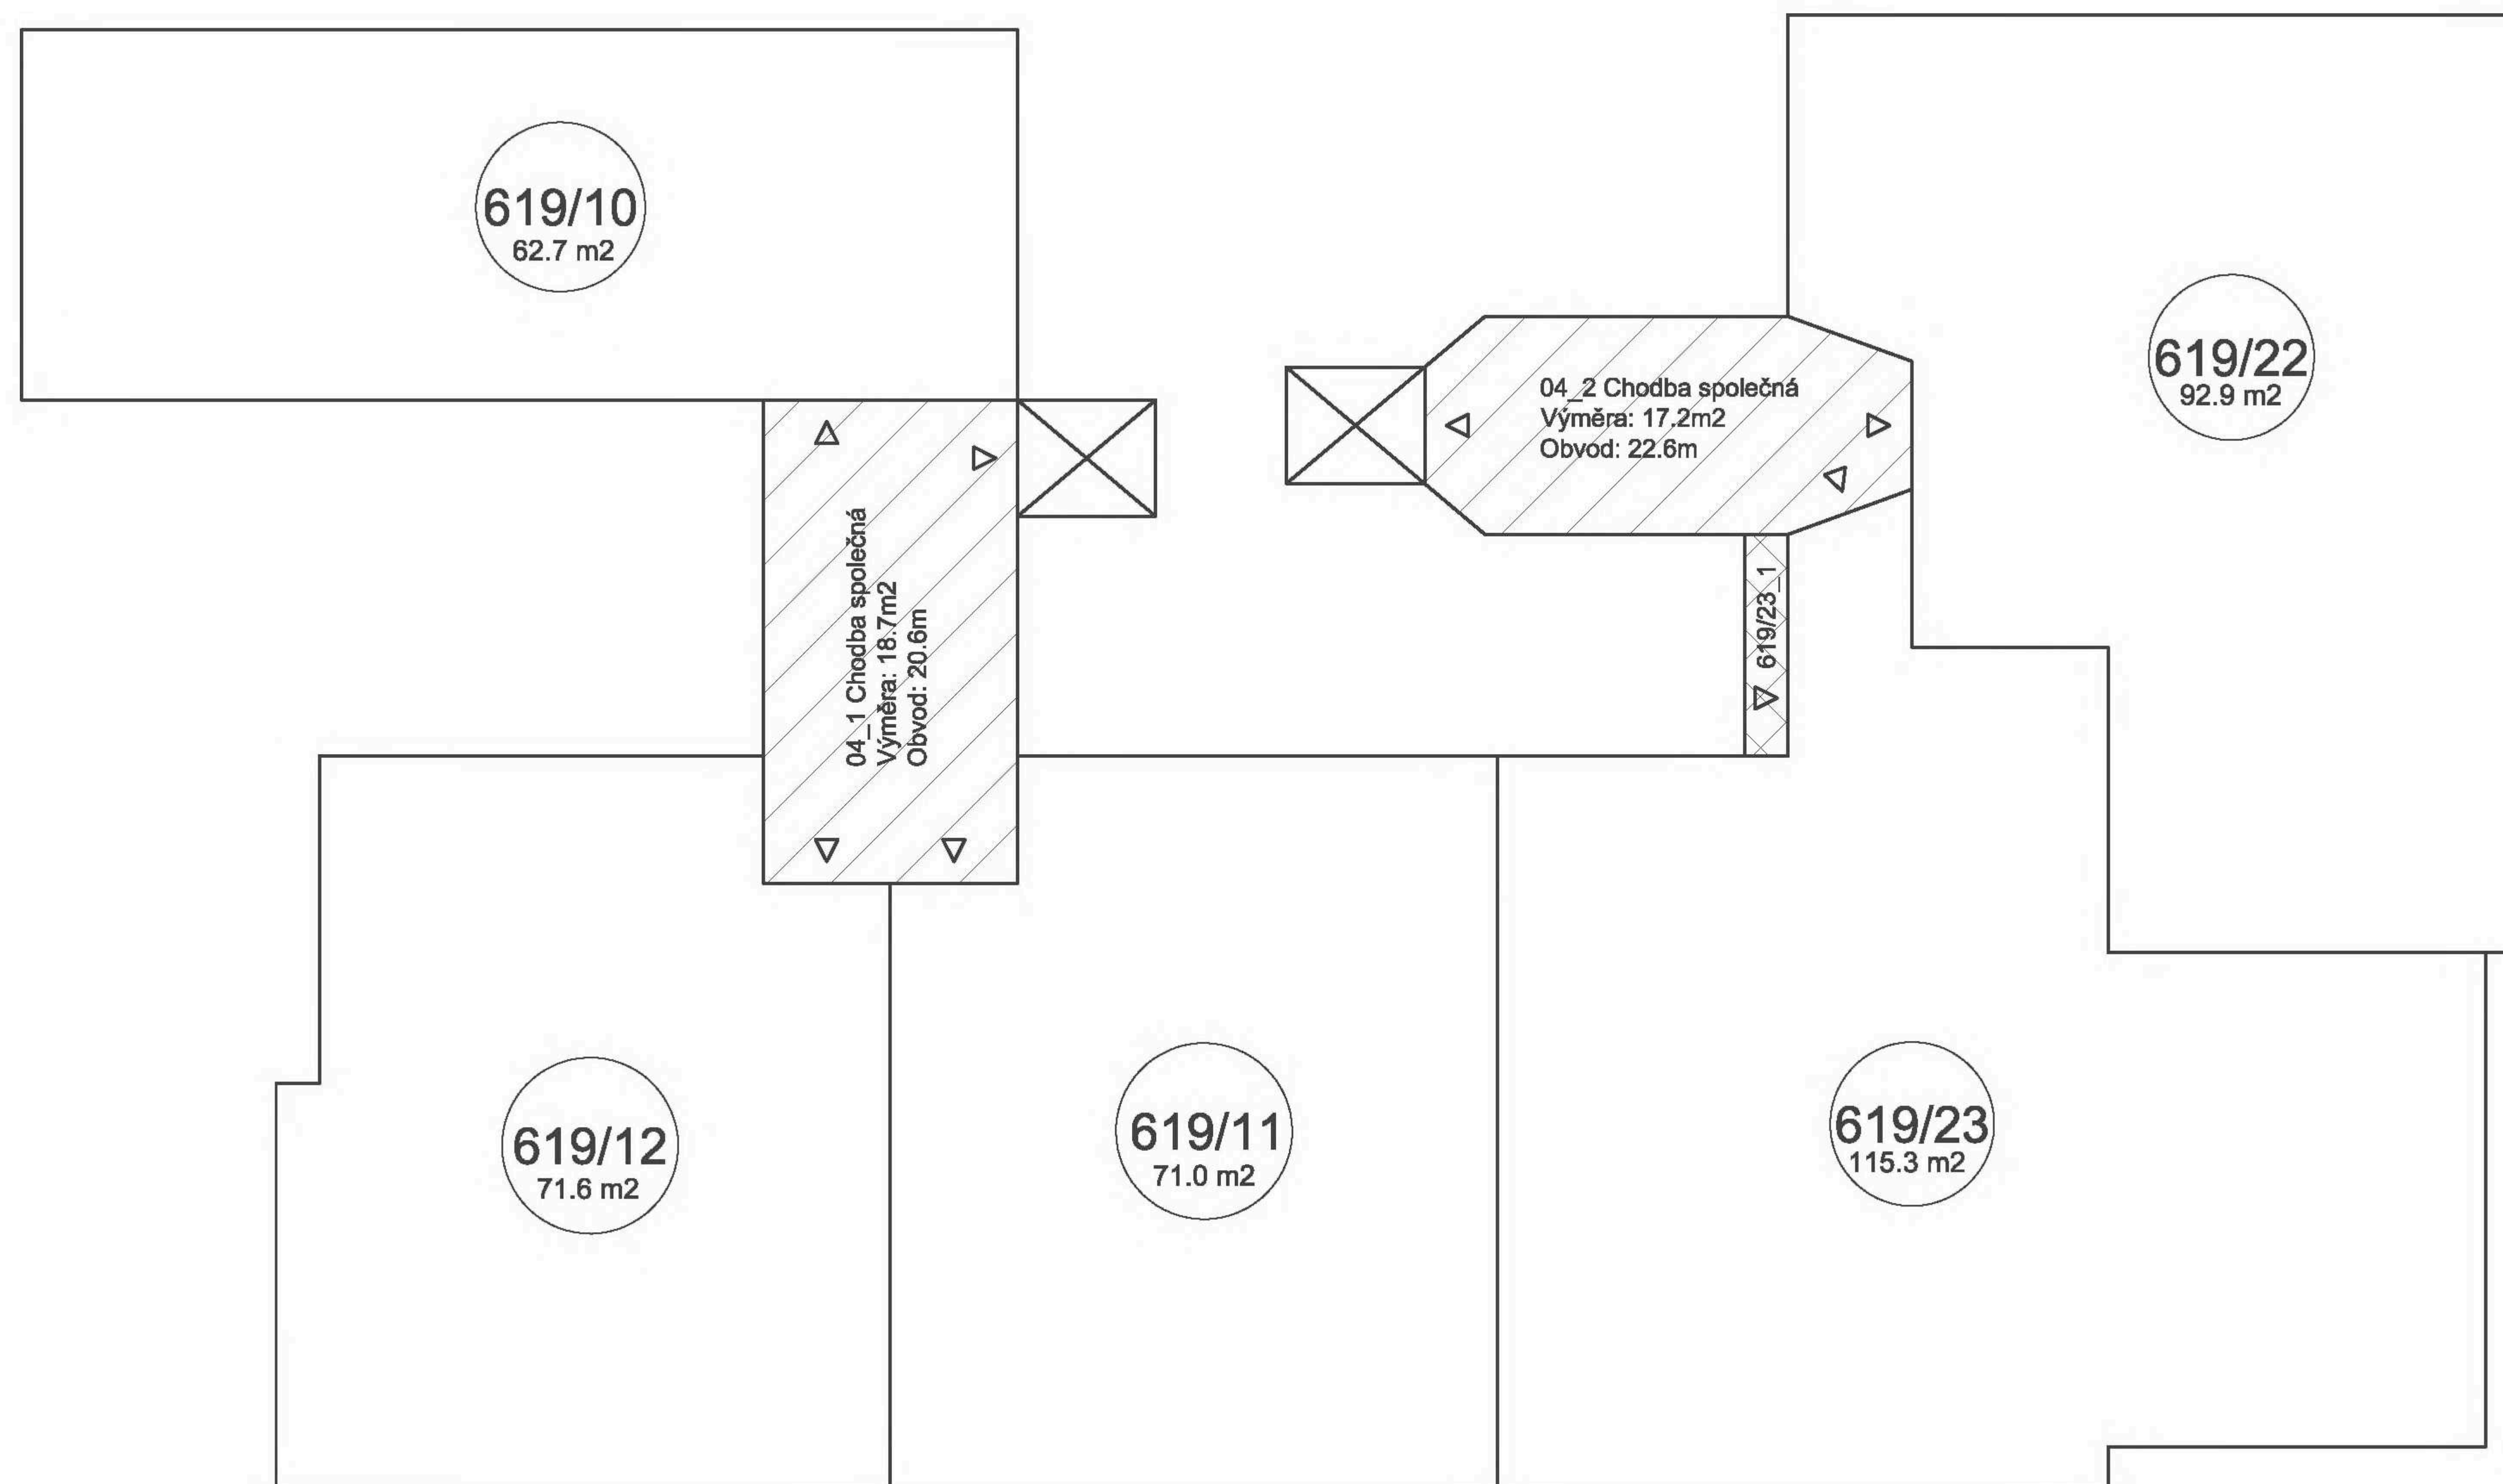 619/10
62.7 m2
619/22
92.9 m2
04_2 Chodba společná
Výměra: 17.2m2
Obvod: 22.6m
04_1 Chodba společná
Výměra: 18.7m2
Obvod: 20.6m
619/23_1
619/12
71.6 m2
619/11
71.0 m2
619/23
115.3 m2